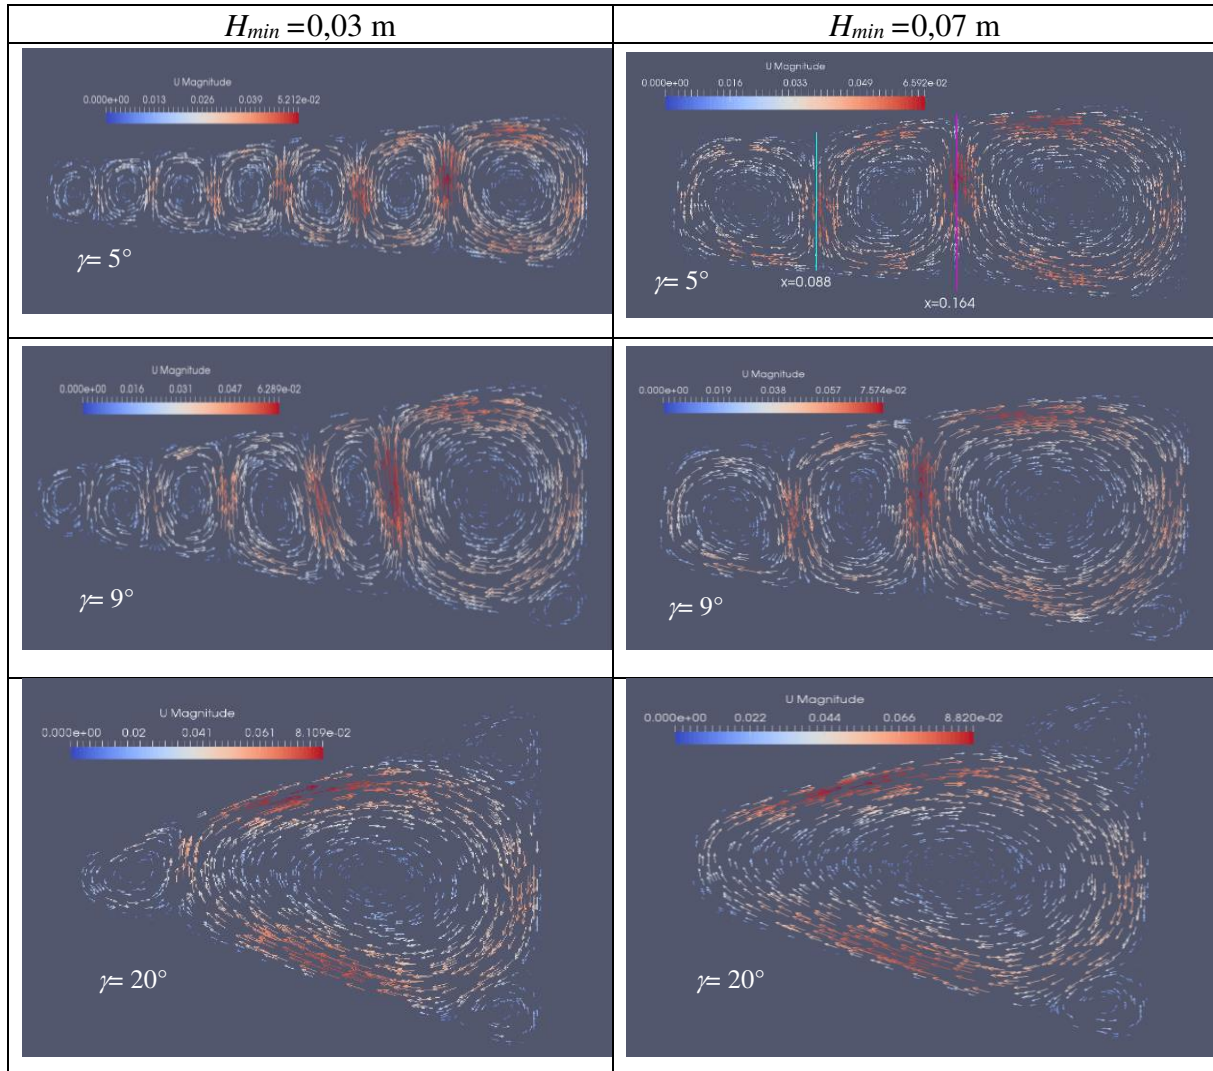 Hmin =0,03 m
Hmin =0,07 m
U Magnitude
0.000e+00 0.013 0.026 0.039 5.212e-02
γ= 5°
U Magnitude
0.000e+00 0.016 0.033 0.049 6.592e-02
γ= 5°
x=0.088
x=0.164
U Magnitude
0.000e+00 0.016 0.031 0.047 6.289e-02
γ= 9°
U Magnitude
0.000e+00 0.019 0.038 0.057 7.574e-02
γ= 9°
U Magnitude
0.000e+00 0.02 0.041 0.061 8.109e-02
γ= 20°
U Magnitude
0.000e+00 0.022 0.044 0.066 8.820e-02
γ= 20°